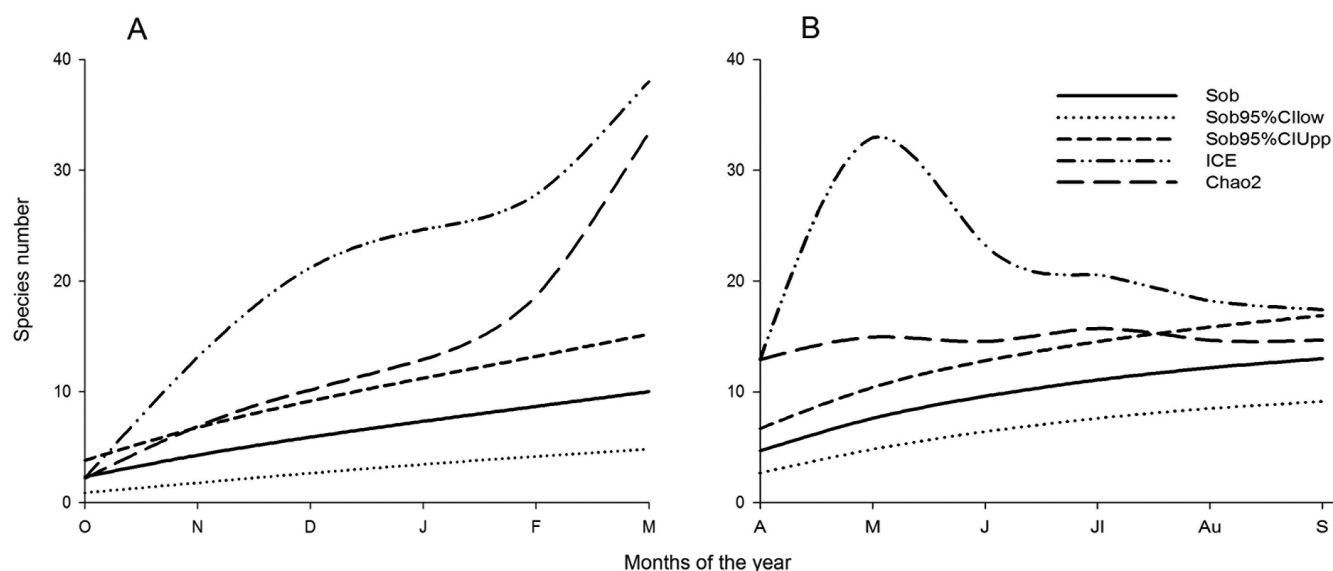 A
B
40
30
20
10
0
Species number
O N D J F M
40
30
20
10
0
A M J Jl Au S
Sob
Sob95%CIlow
Sob95%CIUpp
ICE
Chao2
Months of the year